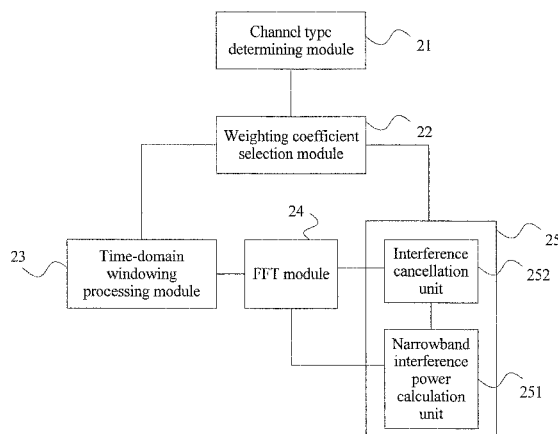 Channel type
determining module
21
Weighting coefficient
selection module
22
24
25
23
Time-domain
windowing
processing module
FFT module
Interference
cancellation
unit
252
Narrowband
interference
power
calculation
unit
251